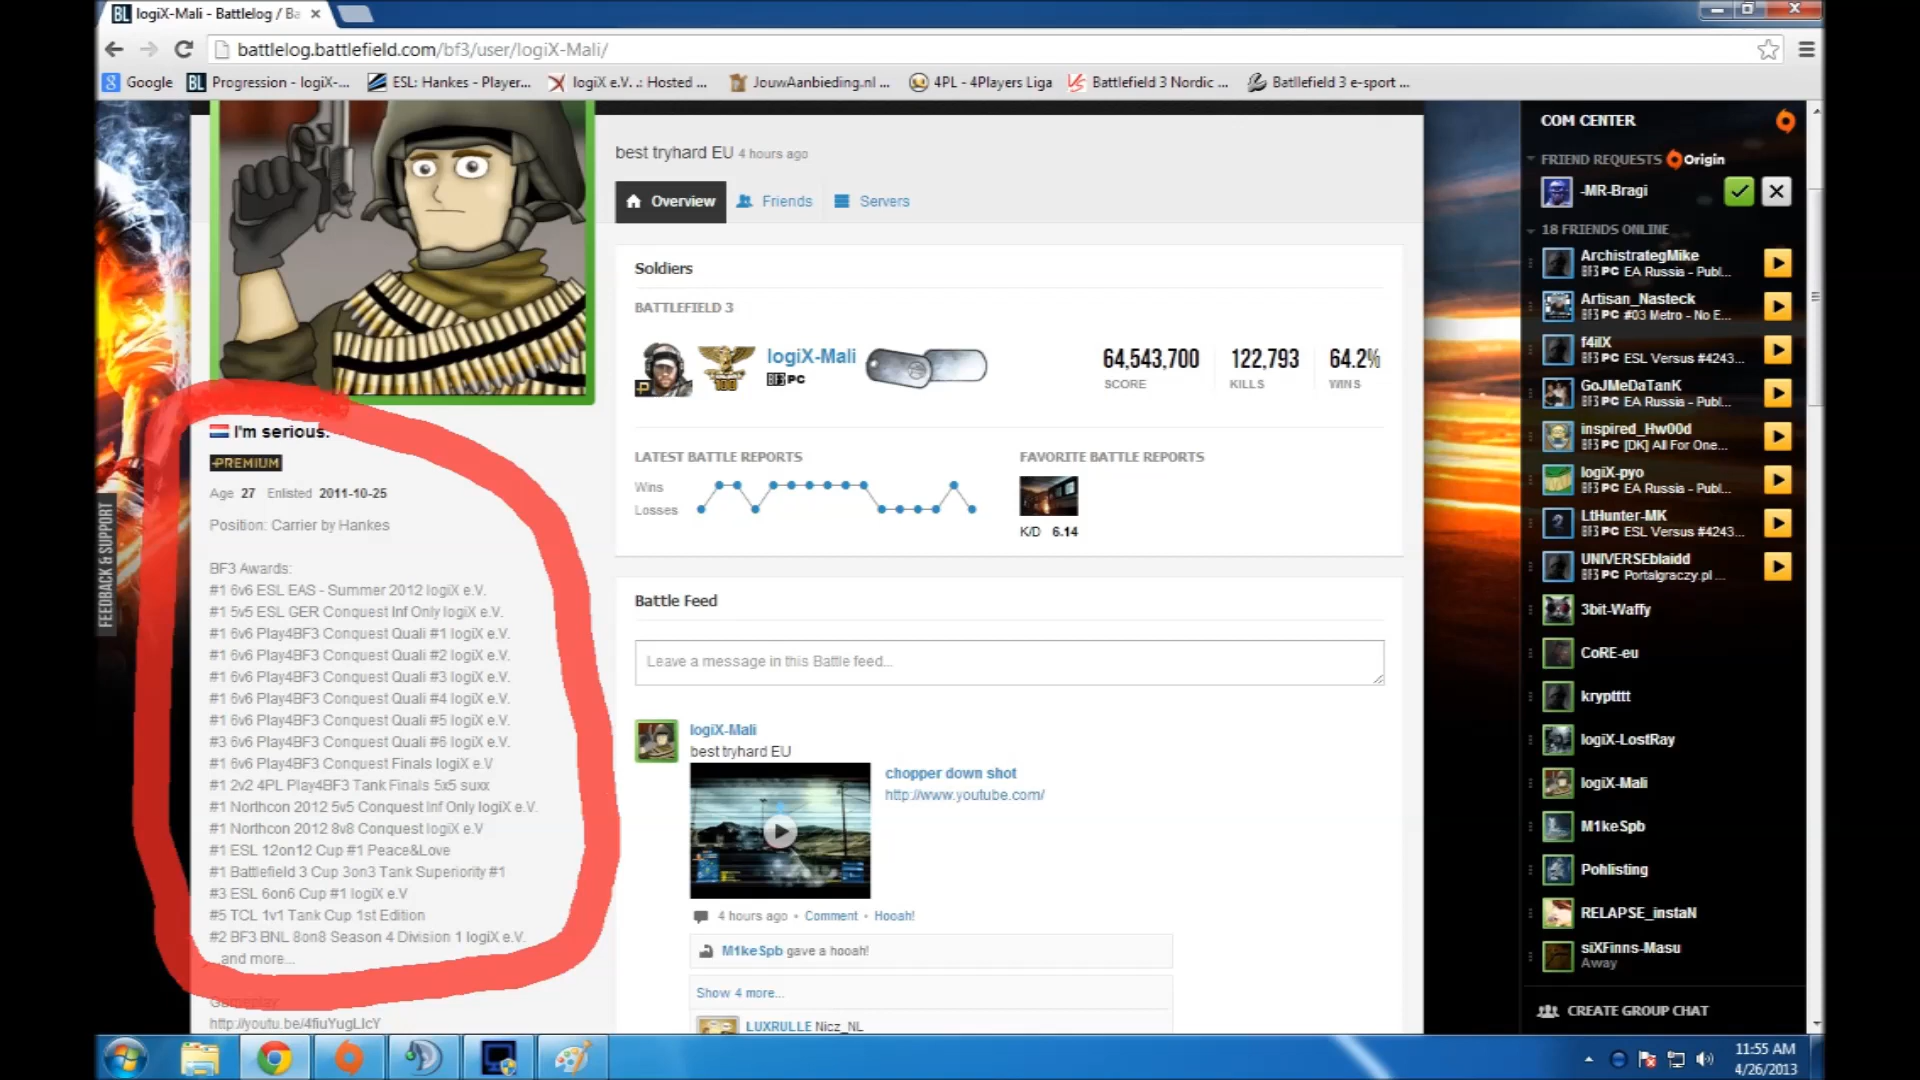 logiX-Mali - Battlelog / Ba
battlelog.battlefield.com/bf3/user/logiX-Mali/
Google
Progression - logiX-...
ESL: Hankes - Player...
logiX e.V. .: Hosted ...
JouwAanbieding.nl ...
4PL - 4Players Liga
Battlefield 3 Nordic ...
Batllefield 3 e-sport ...
FEEDBACK & SUPPORT
I'm serious.
PREMIUM
Age 27 Enlisted 2011-10-25
Position: Carrier by Hankes
BF3 Awards:
#1 6v6 ESL EAS - Summer 2012 logiX e.V.
#1 5v5 ESL GER Conquest Inf Only logiX e.V.
#1 6v6 Play4BF3 Conquest Quali #1 logiX e.V.
#1 6v6 Play4BF3 Conquest Quali #2 logiX e.V.
#1 6v6 Play4BF3 Conquest Quali #3 logiX e.V.
#1 6v6 Play4BF3 Conquest Quali #4 logiX e.V.
#1 6v6 Play4BF3 Conquest Quali #5 logiX e.V.
#3 6v6 Play4BF3 Conquest Quali #6 logiX e.V.
#1 6v6 Play4BF3 Conquest Finals logiX e.V
#1 2v2 4PL Play4BF3 Tank Finals 5x5 suxx
#1 Northcon 2012 5v5 Conquest Inf Only logiX e.V.
#1 Northcon 2012 8v8 Conquest logiX e.V
#1 ESL 12on12 Cup #1 Peace&Love
#1 Battlefield 3 Cup 3on3 Tank Superiority #1
#3 ESL 6on6 Cup #1 logiX e.V
#5 TCL 1v1 Tank Cup 1st Edition
#2 BF3 BNL 8on8 Season 4 Division 1 logiX e.V.
...and more...
Gameplay
http://youtu.be/4fiuYugLIcY
best tryhard EU 4 hours ago
Overview
Friends
Servers
Soldiers
BATTLEFIELD 3
100
logiX-Mali
BF3 PC
64,543,700
SCORE
122,793
KILLS
64.2%
WINS
LATEST BATTLE REPORTS
Wins
Losses
FAVORITE BATTLE REPORTS
K/D 6.14
Battle Feed
Leave a message in this Battle feed...
logiX-Mali
best tryhard EU
chopper down shot
http://www.youtube.com/
4 hours ago • Comment • Hooah!
M1keSpb gave a hooah!
Show 4 more...
LUXRULLE Nicz_NL
COM CENTER
FRIEND REQUESTS Origin
-MR-Bragi
18 FRIENDS ONLINE
ArchistrategMike
BF3 PC EA Russia - Publ...
Artisan_Nasteck
BF3 PC #03 Metro - No E...
f4ilX
BF3 PC ESL Versus #4243...
GoJMeDaTanK
BF3 PC EA Russia - Publ...
inspired_Hw00d
BF3 PC [DK] All For One...
logiX-pyo
BF3 PC EA Russia - Publ...
LtHunter-MK
BF3 PC ESL Versus #4243...
UNIVERSEblaidd
BF3 PC Portalgraczy.pl ...
3bit-Waffy
CoRE-eu
kryptttt
logiX-LostRay
logiX-Mali
M1keSpb
Pohlisting
RELAPSE_instaN
siXFinns-Masu
Away
CREATE GROUP CHAT
11:55 AM
4/26/2013